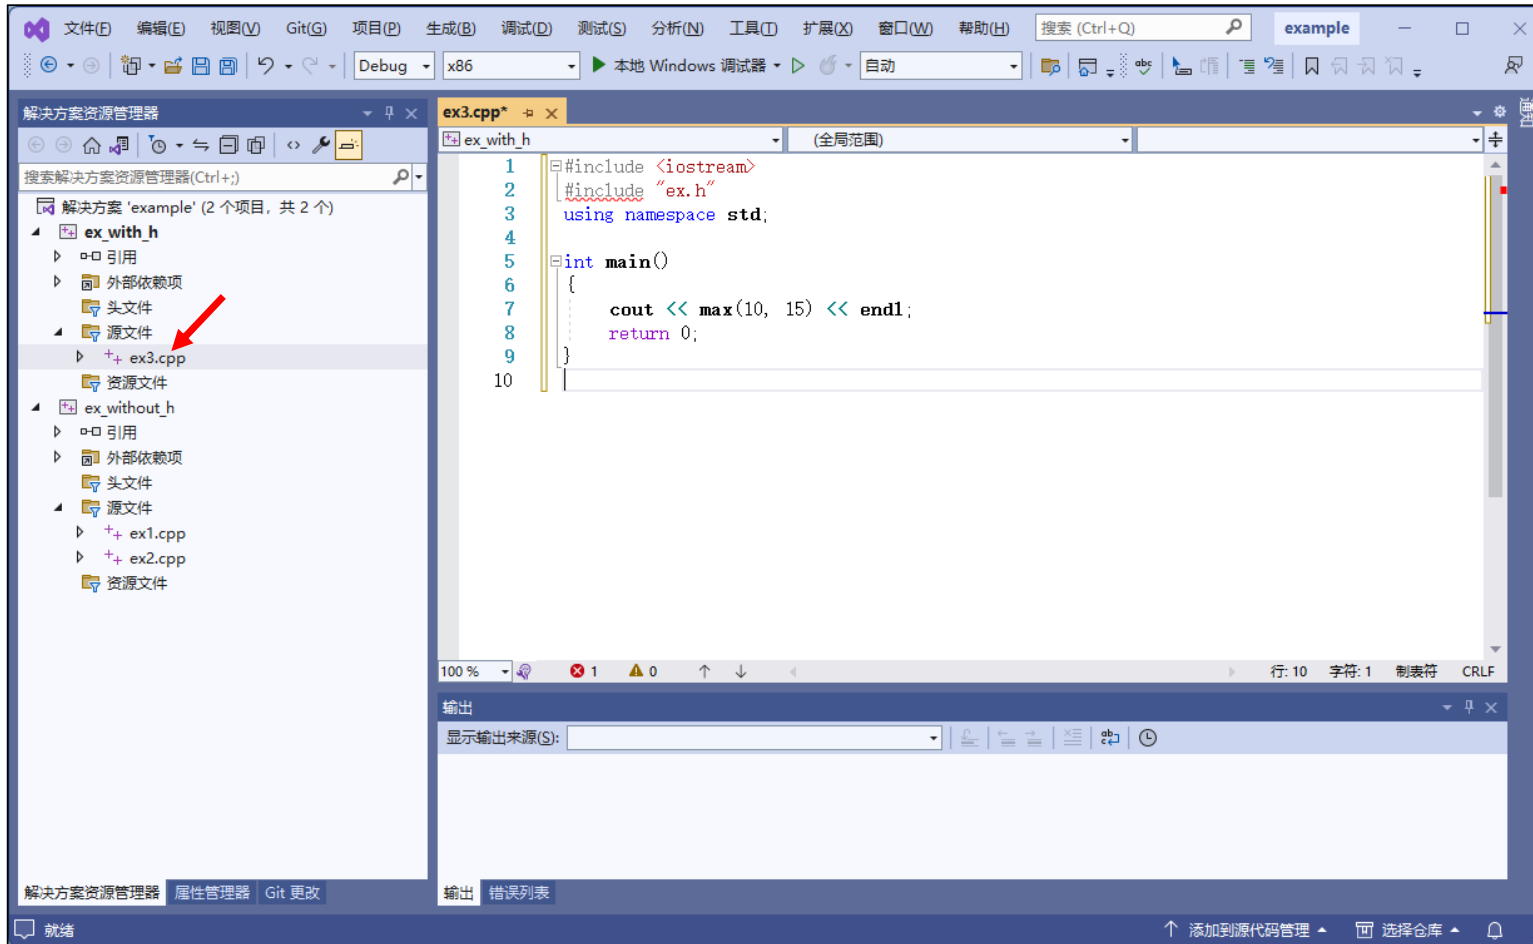 文件(F) 编辑(E) 视图(V) Git(G) 项目(P) 生成(B) 调试(D) 测试(S) 分析(N) 工具(T) 扩展(X) 窗口(W) 帮助(H) 搜索 (Ctrl+Q) example
Debug x86 本地 Windows 调试器 自动
解决方案资源管理器
搜索解决方案资源管理器(Ctrl+;)
解决方案 'example' (2 个项目，共 2 个)
ex_with_h
引用
外部依赖项
头文件
源文件
ex3.cpp
资源文件
ex_without_h
引用
外部依赖项
头文件
源文件
ex1.cpp
ex2.cpp
资源文件
解决方案资源管理器 属性管理器 Git 更改
ex3.cpp*
ex_with_h (全局范围)
1 #include <iostream>
2 #include "ex.h"
3 using namespace std;
4
5 int main()
6 {
7 cout << max(10, 15) << endl;
8 return 0;
9 }
10
100 % 1 0 行: 10 字符: 1 制表符 CRLF
输出
显示输出来源(S):
输出 错误列表
通知
就绪 添加到源代码管理 选择仓库